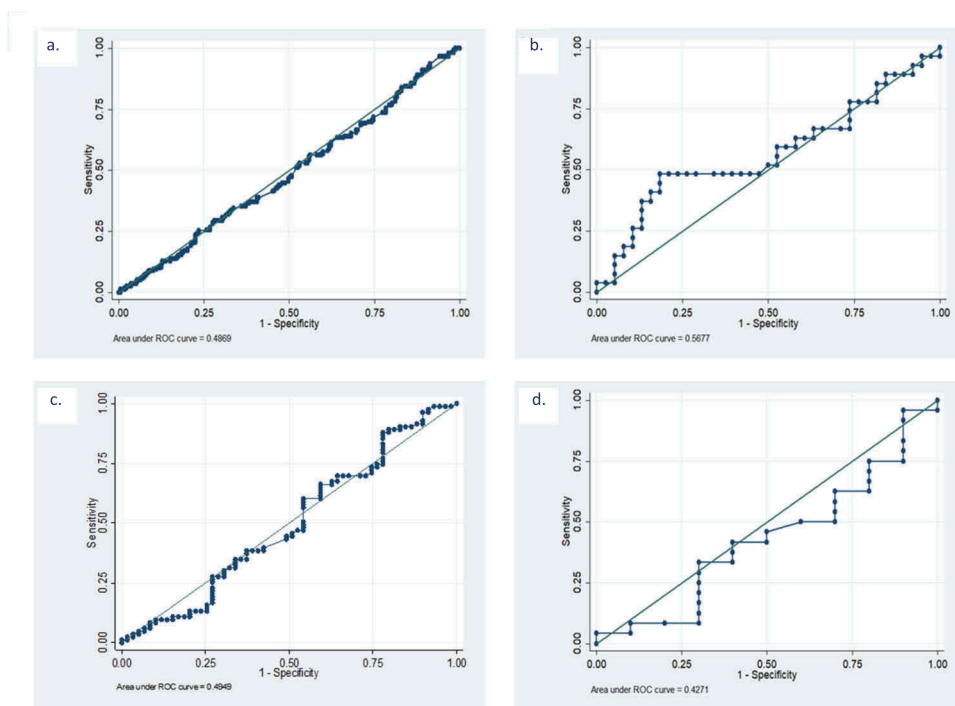 a.
1.00
0.75
0.50
0.25
0.00
Sensitivity
0.00 0.25 0.50 0.75 1.00
1 - Specificity
Area under ROC curve = 0.4869
b.
1.00
0.75
0.50
0.25
0.00
Sensitivity
0.00 0.25 0.50 0.75 1.00
1 - Specificity
Area under ROC curve = 0.5677
c.
1.00
0.75
0.50
0.25
0.00
Sensitivity
0.00 0.25 0.50 0.75 1.00
1 - Specificity
Area under ROC curve = 0.4949
d.
1.00
0.75
0.50
0.25
0.00
Sensitivity
0.00 0.25 0.50 0.75 1.00
1 - Specificity
Area under ROC curve = 0.4271